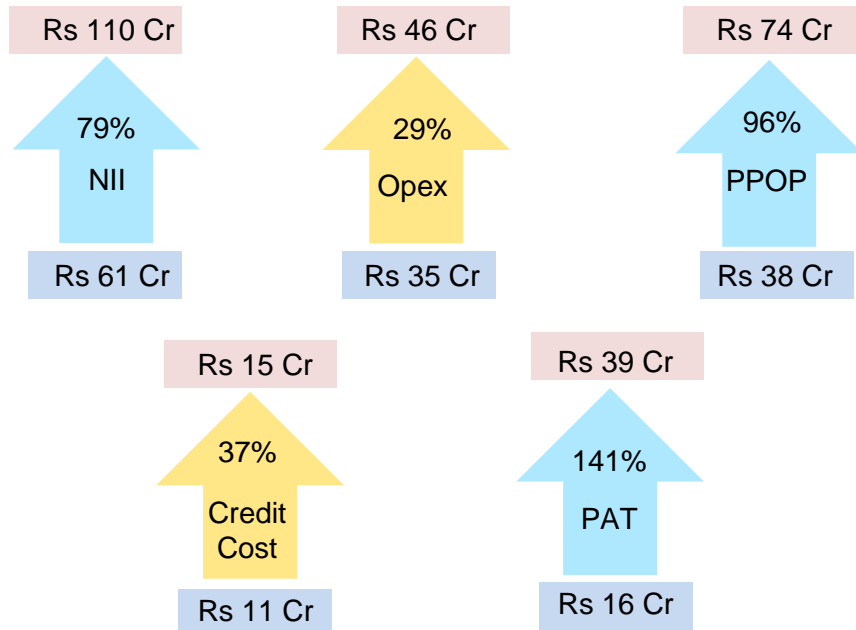 Rs 110 Cr
79%
NII
Rs 61 Cr
Rs 46 Cr
29%
Opex
Rs 35 Cr
Rs 74 Cr
96%
PPOP
Rs 38 Cr
Rs 15 Cr
37%
Credit
Cost
Rs 11 Cr
Rs 39 Cr
141%
PAT
Rs 16 Cr